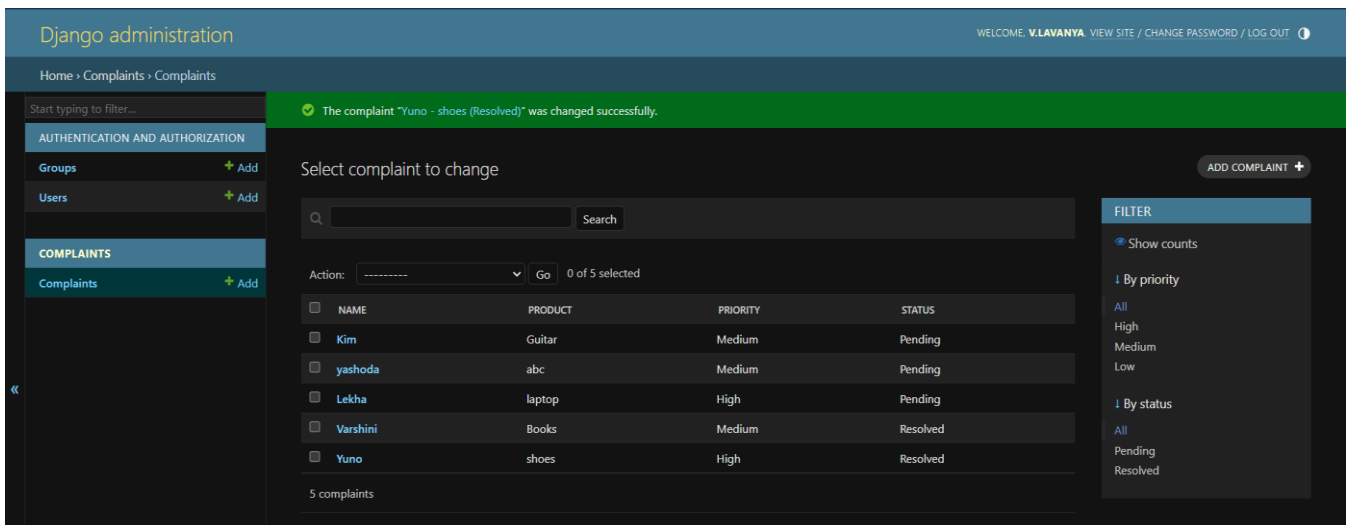 Django administration
WELCOME, V.LAVANYA. VIEW SITE / CHANGE PASSWORD / LOG OUT
Home › Complaints › Complaints
Start typing to filter...
AUTHENTICATION AND AUTHORIZATION
Groups + Add
Users + Add
COMPLAINTS
Complaints + Add
«
The complaint “Yuno - shoes (Resolved)” was changed successfully.
Select complaint to change
ADD COMPLAINT +
Search
Action: --------- Go 0 of 5 selected
NAME PRODUCT PRIORITY STATUS
Kim Guitar Medium Pending
yashoda abc Medium Pending
Lekha laptop High Pending
Varshini Books Medium Resolved
Yuno shoes High Resolved
5 complaints
FILTER
Show counts
↓ By priority
All
High
Medium
Low
↓ By status
All
Pending
Resolved